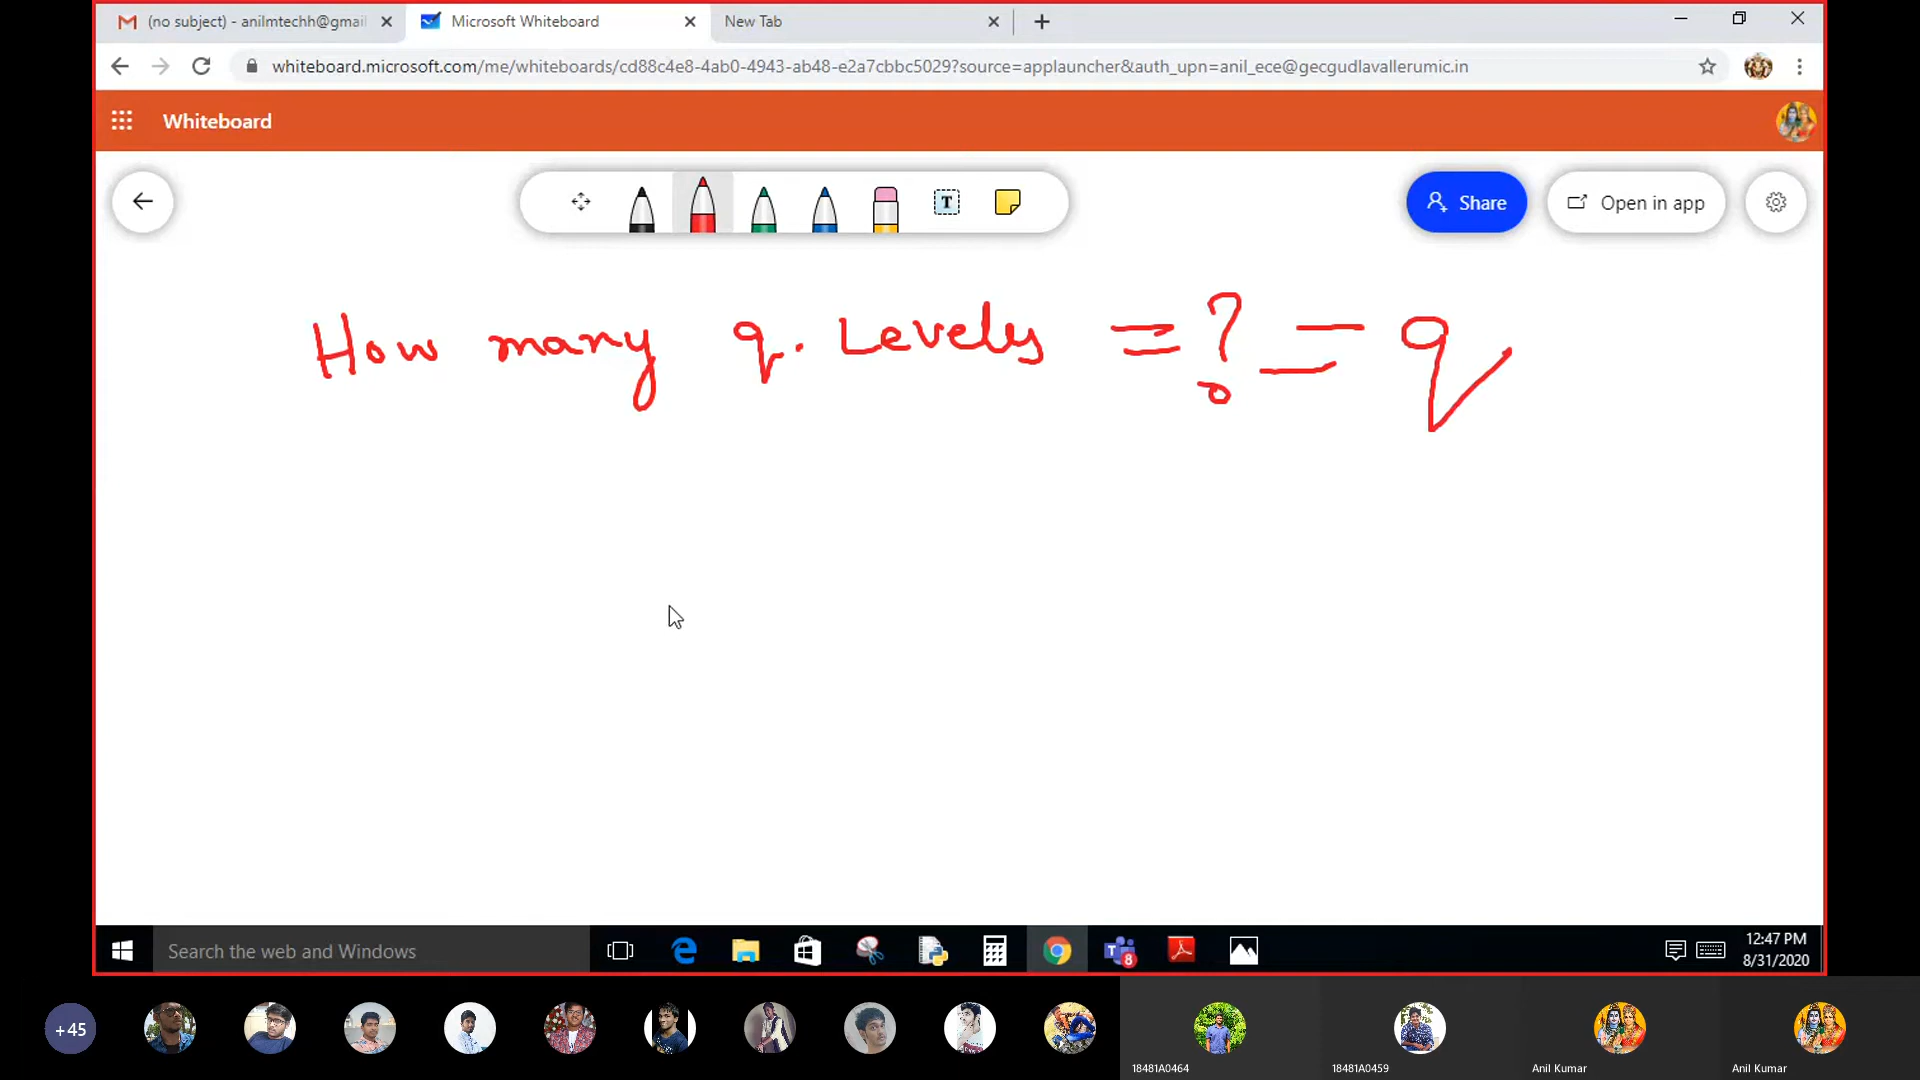 (no subject) - anilmtechh@gmai
Microsoft Whiteboard
New Tab
whiteboard.microsoft.com/me/whiteboards/cd88c4e8-4ab0-4943-ab48-e2a7cbbc5029?source=applauncher&auth_upn=anil_ece@gecgudlavallerumic.in
Whiteboard
T
Share
Open in app
How many q. Levels = ? = q
Search the web and Windows
8
12:47 PM
8/31/2020
+45
18481A0464
18481A0459
Anil Kumar
Anil Kumar